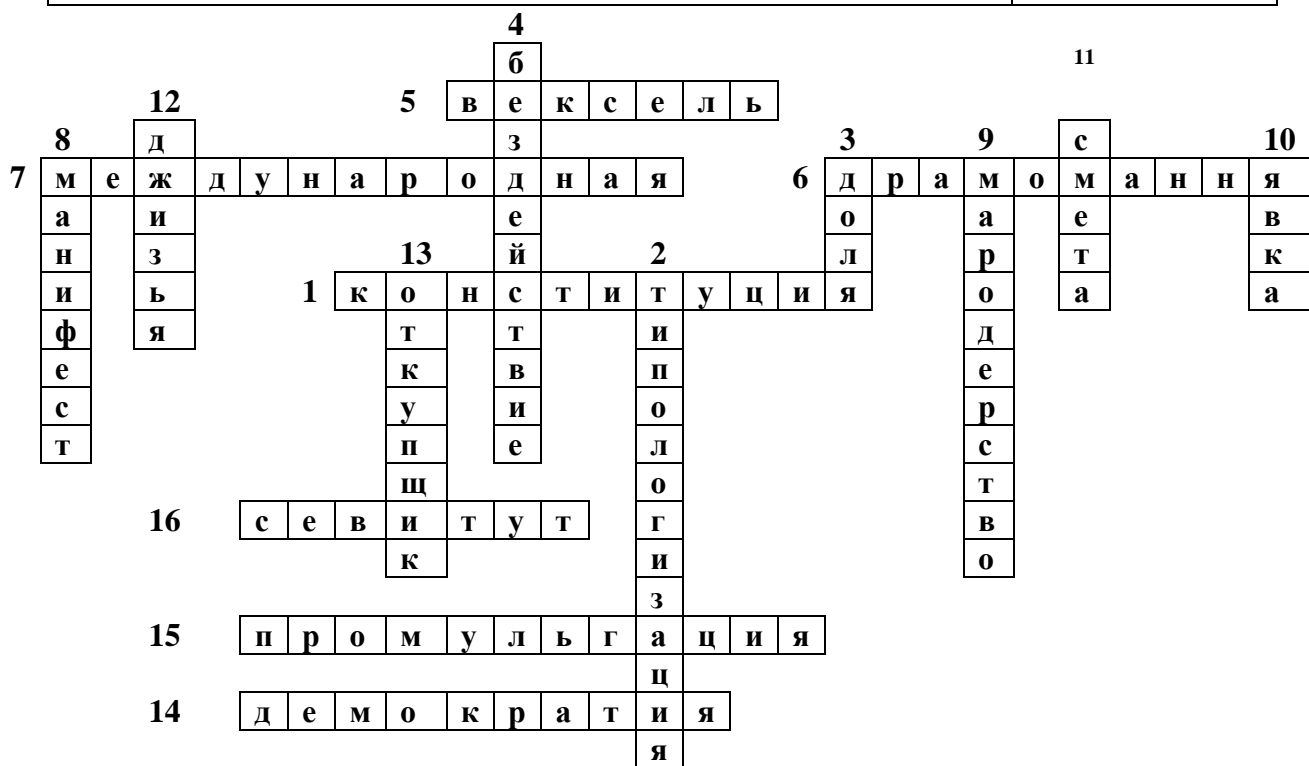 4
б 11
12 5 в е к с е л ь
8 д з 3 9 с 10
7 м е ж д у н а р о д н а я 6 д р а м о м а н н я
а и е о а е в
н з 13 й 2 л р т к
и ь 1 к о н с т и т у ц и я о а а
ф я т т и д
е к в п е
с у и о р
т п е л с
щ о т
16 с е в и т у т г в
к и о
з
15 п р о м у л ь г а ц и я
ц
14 д е м о к р а т и я
я